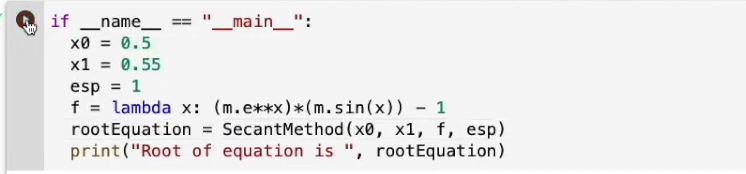 if __name__ == "__main__":
  x0 = 0.5
  x1 = 0.55
  esp = 1
  f = lambda x: (m.e**x)*(m.sin(x)) - 1
  rootEquation = SecantMethod(x0, x1, f, esp)
  print("Root of equation is ", rootEquation)